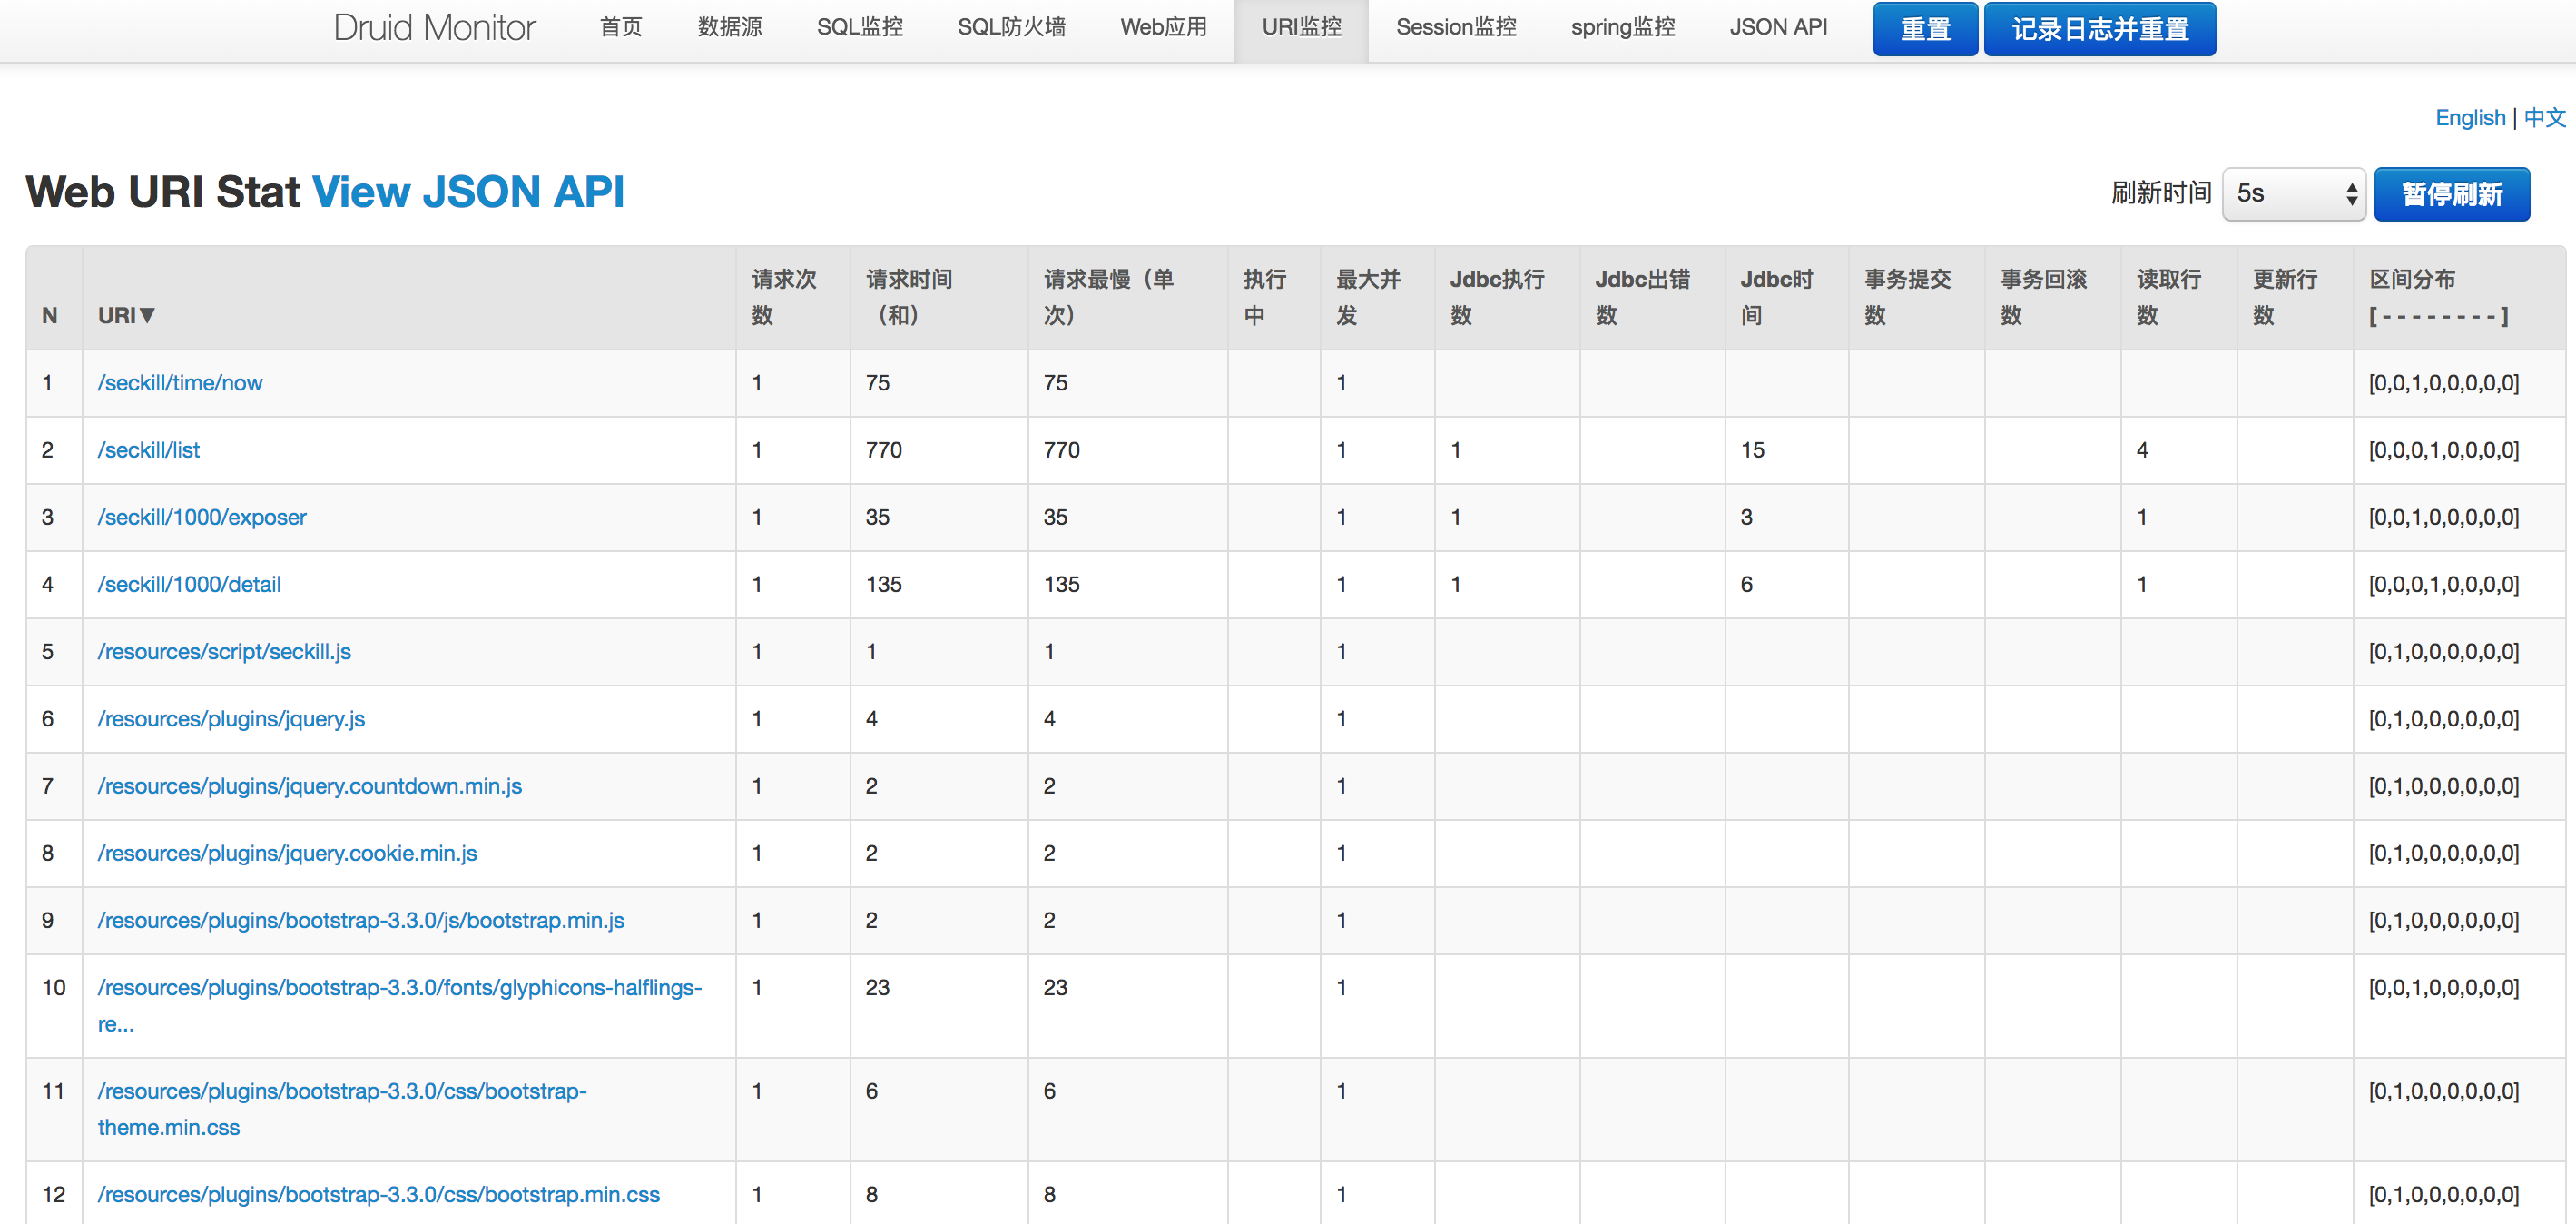 Druid Monitor 首页 数据源 SQL监控 SQL防火墙 Web应用 URI监控 Session监控 spring监控 JSON API 重置 记录日志并重置
English | 中文
Web URI Stat View JSON API 刷新时间 5s 暂停刷新
N URI▼ 请求次数 请求时间（和） 请求最慢（单次） 执行中 最大并发 Jdbc执行数 Jdbc出错数 Jdbc时间 事务提交数 事务回滚数 读取行数 更新行数 区间分布 [ - - - - - - - - ]
1 /seckill/time/now 1 75 75 1 [0,0,1,0,0,0,0,0]
2 /seckill/list 1 770 770 1 1 15 4 [0,0,0,1,0,0,0,0]
3 /seckill/1000/exposer 1 35 35 1 1 3 1 [0,0,1,0,0,0,0,0]
4 /seckill/1000/detail 1 135 135 1 1 6 1 [0,0,0,1,0,0,0,0]
5 /resources/script/seckill.js 1 1 1 1 [0,1,0,0,0,0,0,0]
6 /resources/plugins/jquery.js 1 4 4 1 [0,1,0,0,0,0,0,0]
7 /resources/plugins/jquery.countdown.min.js 1 2 2 1 [0,1,0,0,0,0,0,0]
8 /resources/plugins/jquery.cookie.min.js 1 2 2 1 [0,1,0,0,0,0,0,0]
9 /resources/plugins/bootstrap-3.3.0/js/bootstrap.min.js 1 2 2 1 [0,1,0,0,0,0,0,0]
10 /resources/plugins/bootstrap-3.3.0/fonts/glyphicons-halflings- 1 23 23 1 [0,0,1,0,0,0,0,0]
re...
11 /resources/plugins/bootstrap-3.3.0/css/bootstrap- 1 6 6 1 [0,1,0,0,0,0,0,0]
theme.min.css
12 /resources/plugins/bootstrap-3.3.0/css/bootstrap.min.css 1 8 8 1 [0,1,0,0,0,0,0,0]